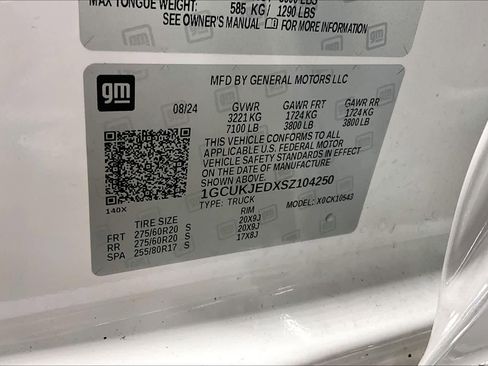 MAX TONGUE WEIGHT: 585 KG / 1290 LBS
SEE OWNER'S MANUAL FOR MORE INFORMATION
gm
MFD BY GENERAL MOTORS LLC
08/24 GVWR GAWR FRT GAWR RR
3221 KG 1724 KG 1724 KG
7100 LB 3800 LB 3800 LB
THIS VEHICLE CONFORMS TO ALL
APPLICABLE U.S. FEDERAL MOTOR
VEHICLE SAFETY STANDARDS IN EFFECT
ON THE DATE OF MANUFACTURE
1GCUKJEDXSZ104250
TYPE: TRUCK MODEL: X0CK10543
140X
TIRE SIZE RIM
FRT 275/60R20 S 20X9J
RR 275/60R20 S 20X9J
SPA 255/80R17 S 17X8J